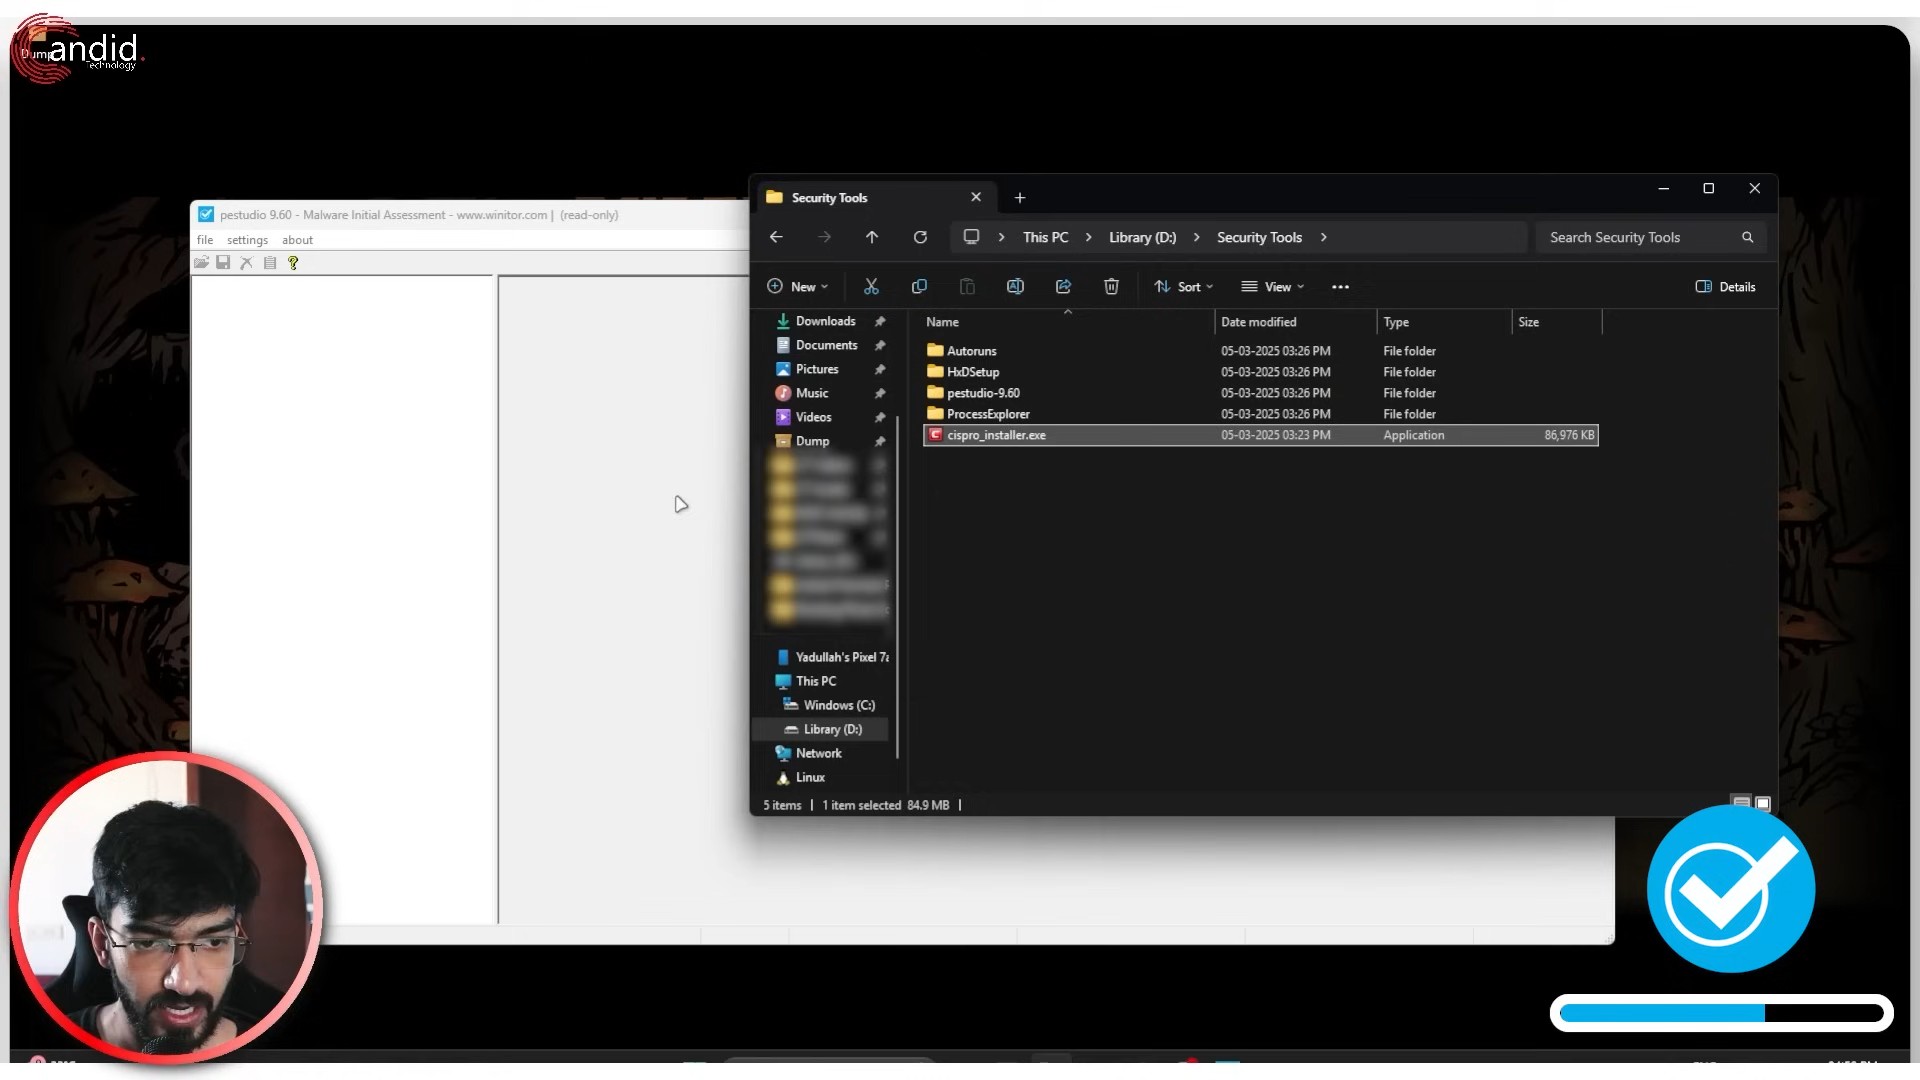 Dump
Candid.
Technology
pestudio 9.60 - Malware Initial Assessment - www.winitor.com | (read-only)
file settings about
Security Tools
This PC > Library (D:) > Security Tools >
Search Security Tools
New
Sort
View
Details
Downloads
Documents
Pictures
Music
Videos
Dump
Yadullah's Pixel 7a
This PC
Windows (C:)
Library (D:)
Network
Linux
Name Date modified Type Size
Autoruns 05-03-2025 03:26 PM File folder
HxDSetup 05-03-2025 03:26 PM File folder
pestudio-9.60 05-03-2025 03:26 PM File folder
ProcessExplorer 05-03-2025 03:26 PM File folder
cispro_installer.exe 05-03-2025 03:23 PM Application 86,976 KB
5 items | 1 item selected 84.9 MB |